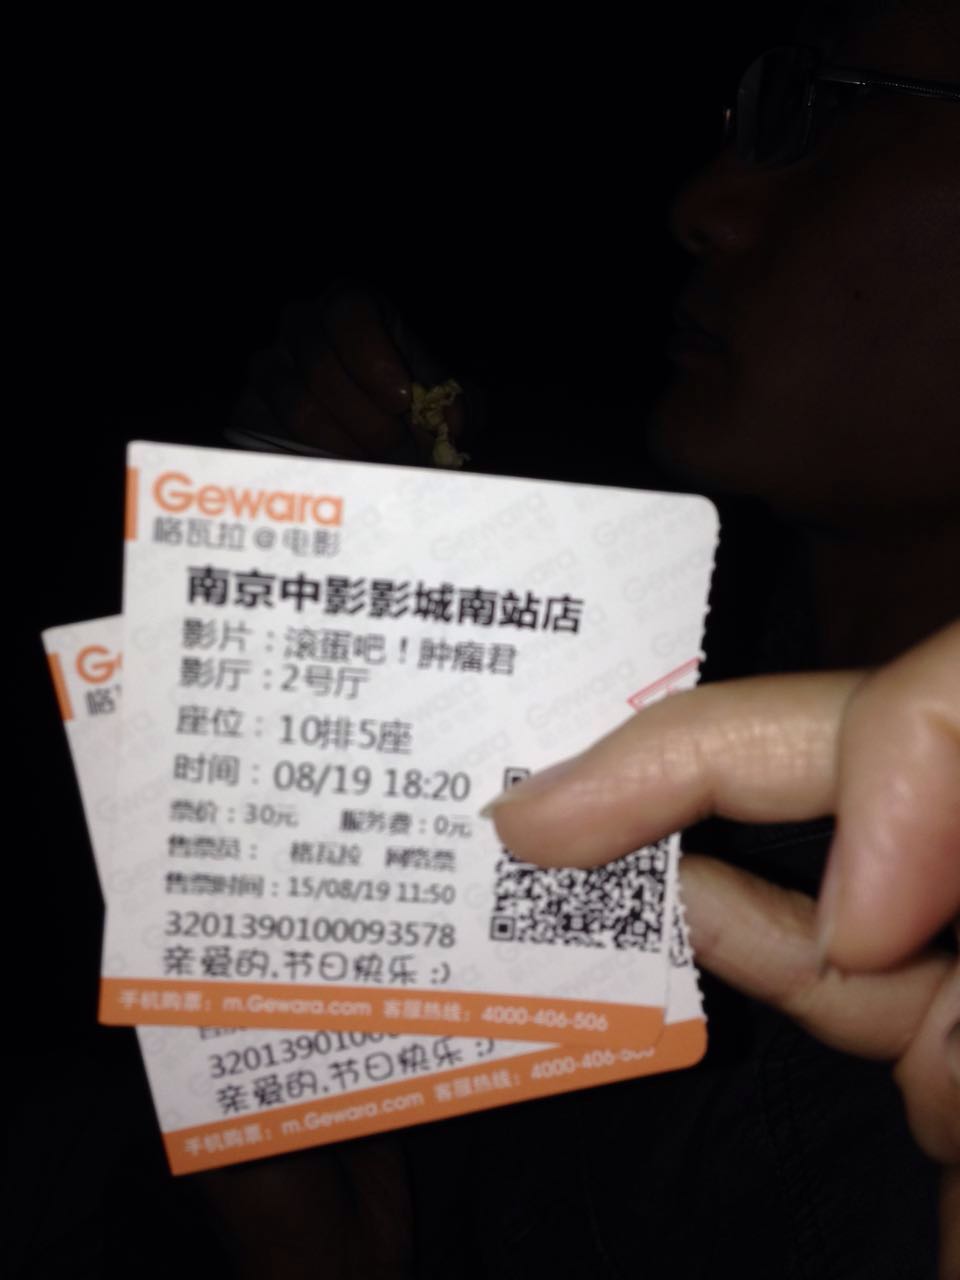 Gewara
格瓦拉@电影
南京中影影城南站店
影片：滚蛋吧！肿瘤君
影厅：2号厅
座位：10排5座
时间：08/19 18:20
票价：30元 服务费：0元
售票员： 格瓦拉 网络票
售票时间：15/08/19 11:50
3201390100093578
亲爱的,节日快乐 :)
手机购票：m.Gewara.com 客服热线：4000-406-506
G
格
320139010
亲爱的,节日快乐 :)
手机购票：m.Gewara.com 客服热线：4000-406-506